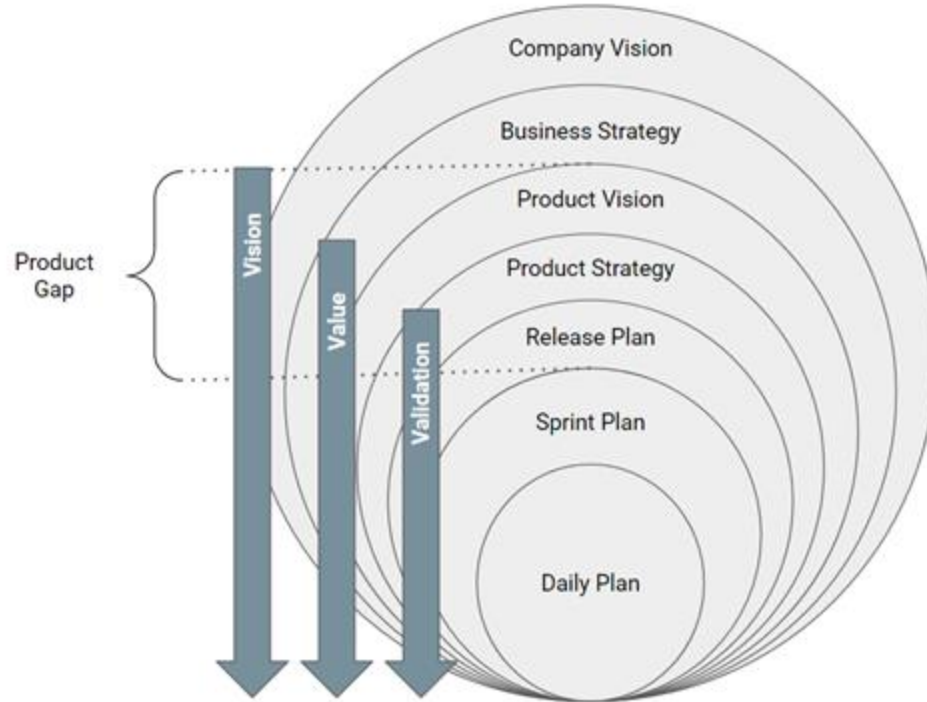 Company Vision
Business Strategy
Product Vision
Product Strategy
Release Plan
Sprint Plan
Daily Plan
Product
Gap
Vision
Value
Validation